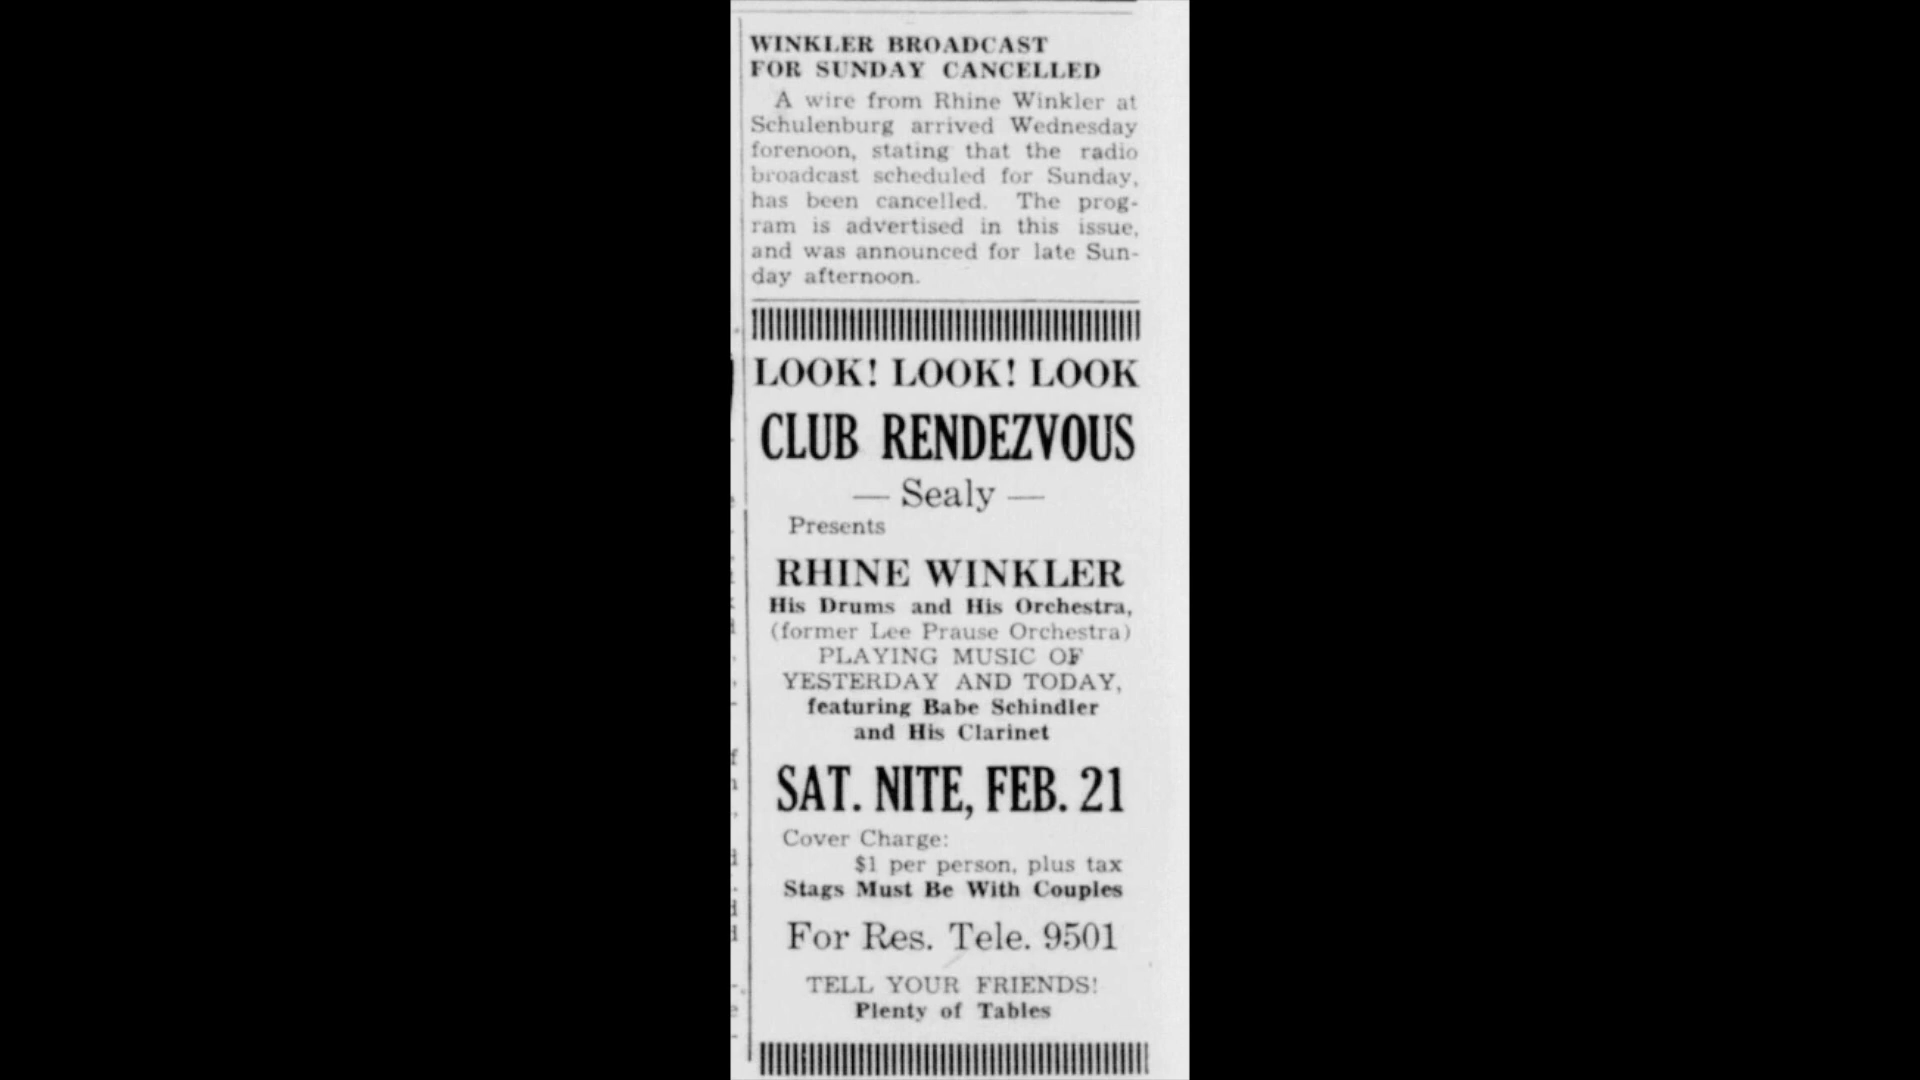 WINKLER BROADCAST
FOR SUNDAY CANCELLED
A wire from Rhine Winkler at
Schulenburg arrived Wednesday
forenoon, stating that the radio
broadcast scheduled for Sunday,
has been cancelled. The prog-
ram is advertised in this issue,
and was announced for late Sun-
day afternoon.
LOOK! LOOK! LOOK
CLUB RENDEZVOUS
— Sealy —
Presents
RHINE WINKLER
His Drums and His Orchestra,
(former Lee Prause Orchestra)
PLAYING MUSIC OF
YESTERDAY AND TODAY,
featuring Babe Schindler
and His Clarinet
SAT. NITE, FEB. 21
Cover Charge:
$1 per person, plus tax
Stags Must Be With Couples
For Res. Tele. 9501
TELL YOUR FRIENDS!
Plenty of Tables